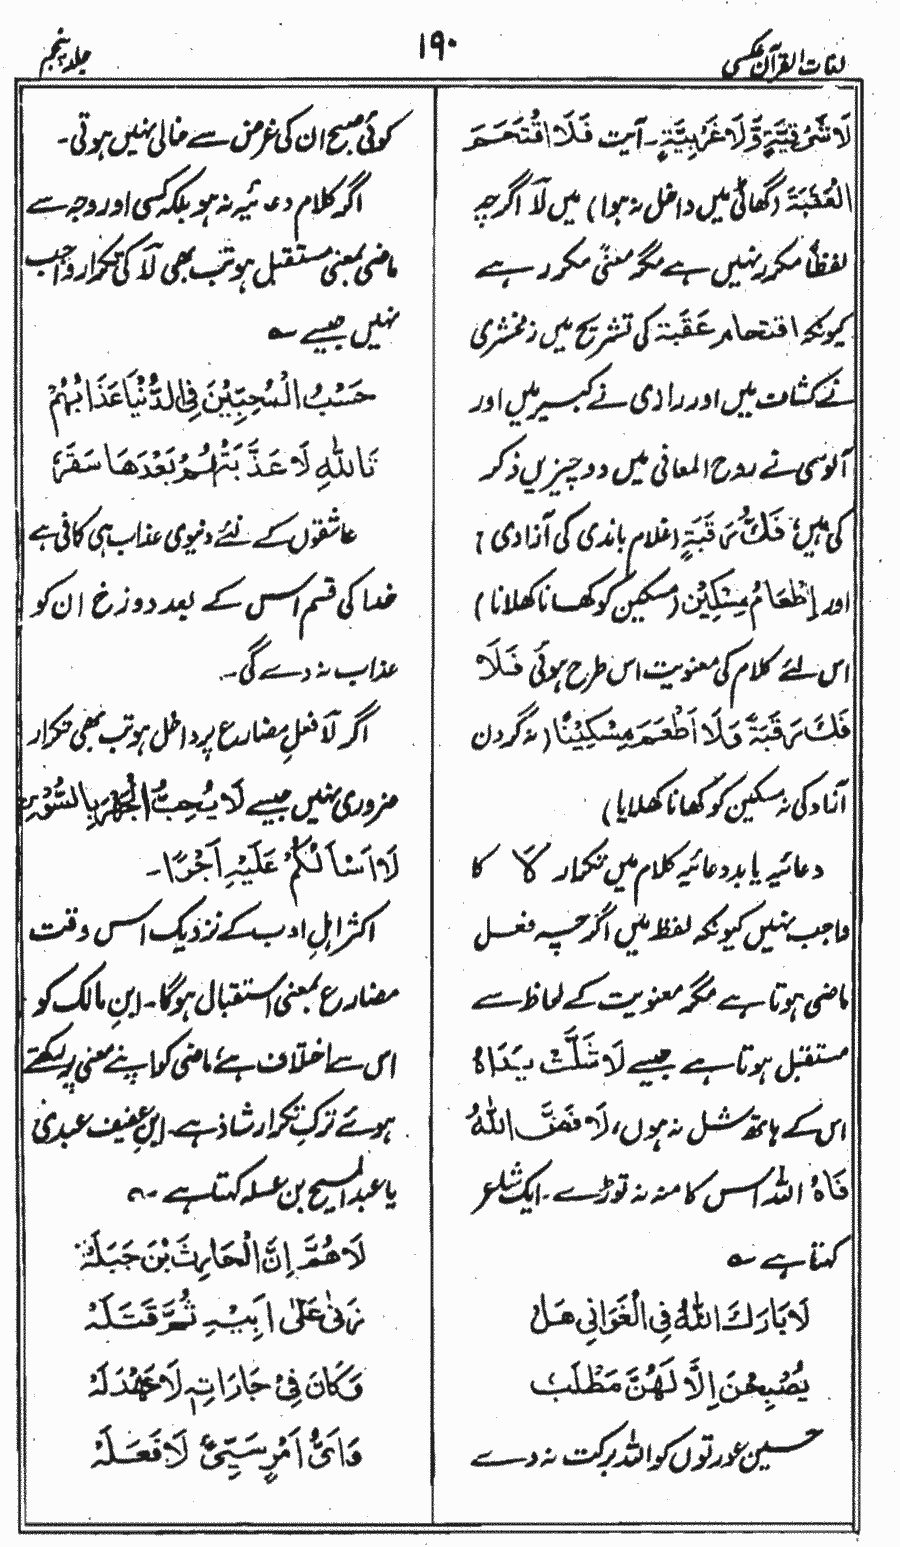 لغات القرآن عکسی
۱۹۰
جلد پنجم
لَا شَرْقِيَّةٍ وَّلَا غَرْبِيَّةٍ۔ آیت فَلَا اقْتَحَمَ
الْعَقَبَةَ (گھاٹی میں داخل نہ ہوا) میں لَا اگرچہ
لفظاً مکرر نہیں ہے مگر معنیً مکرر ہے
کیونکہ اقتحام عَقَبَة کی تشریح میں زمخشری
نے کشاف میں اور رازی نے کبیر میں اور
آلوسی نے روح المعانی میں دو چیزیں ذکر
کی ہیں؛ فَكُّ رَقَبَةٍ (غلام باندی کی آزادی)
اور اِطْعَامُ مِسْكِيْن (مسکین کو کھانا کھلانا)
اس لئے کلام کی معنویت اس طرح ہوئی فَلَا
فَكَّ رَقَبَةً وَلَا اَطْعَمَ مِسْكِيْنًا (نہ گردن
آزاد کی نہ مسکین کو کھانا کھلایا)
دعائیہ یا بددعائیہ کلام میں تکرار لَا کا
واجب نہیں کیونکہ لفظ میں اگرچہ فعل
ماضی ہوتا ہے مگر معنویت کے لحاظ سے
مستقبل ہوتا ہے جیسے لَا شَلَّتْ يَدَاهُ
اس کے ہاتھ شل نہ ہوں، لَا فَضَّ اللّٰهُ
فَاهُ اللہ اس کا منہ نہ توڑے۔ ایک شاعر
کہتا ہے ؎
لَا بَارَكَ اللّٰهُ فِي الْغَوَانِي هَلْ
يُصْبِحْنَ اِلَّا لَهُنَّ مَطْلَبُ
حسین عورتوں کو اللہ برکت نہ دے
کوئی صبح ان کی غرض سے خالی نہیں ہوتی۔
اگر کلام دعائیہ نہ ہو بلکہ کسی اور وجہ سے
ماضی بمعنی مستقبل ہو تب بھی لَا کی تکرار واجب
نہیں جیسے ؎
حَسْبُ الْمُحِبِّيْنَ فِي الدُّنْيَا عَذَابُهُمْ
تَاللّٰهِ لَا عَذَّبَتْهُمْ بَعْدَهَا سَقَرُ
عاشقوں کے لئے دنیوی عذاب ہی کافی ہے
خدا کی قسم اس کے بعد دوزخ ان کو
عذاب نہ دے گی۔
اگر لَا فعلِ مضارع پر داخل ہو تب بھی تکرار
ضروری نہیں جیسے لَا يُحِبُّ الْجَهْرَ بِالسُّوْءِ
لَا اَسْاَلُكُمْ عَلَيْهِ اَجْرًا۔
اکثر اہلِ ادب کے نزدیک اس وقت
مضارع بمعنی استقبال ہوگا۔ ابنِ مالک کو
اس سے اختلاف ہے؛ ماضی کو اپنے معنی پر رکھتے
ہوئے ترکِ تکرار شاذ ہے۔ ابنِ عفیف عبدی
یا عبد المسیح بن عسلہ کہتا ہے ؎
لَاهُمَّ اِنَّ الْحَارِثَ بْنَ جَبَلَةْ
زَنٰى عَلٰى اَبِيْهِ ثُمَّ قَتَلَهْ
وَكَانَ فِيْ جَارَاتِهٖ لَا عَهْدَ لَهْ
وَاَيُّ اَمْرٍ سَيِّئٍ لَا فَعَلَهْ